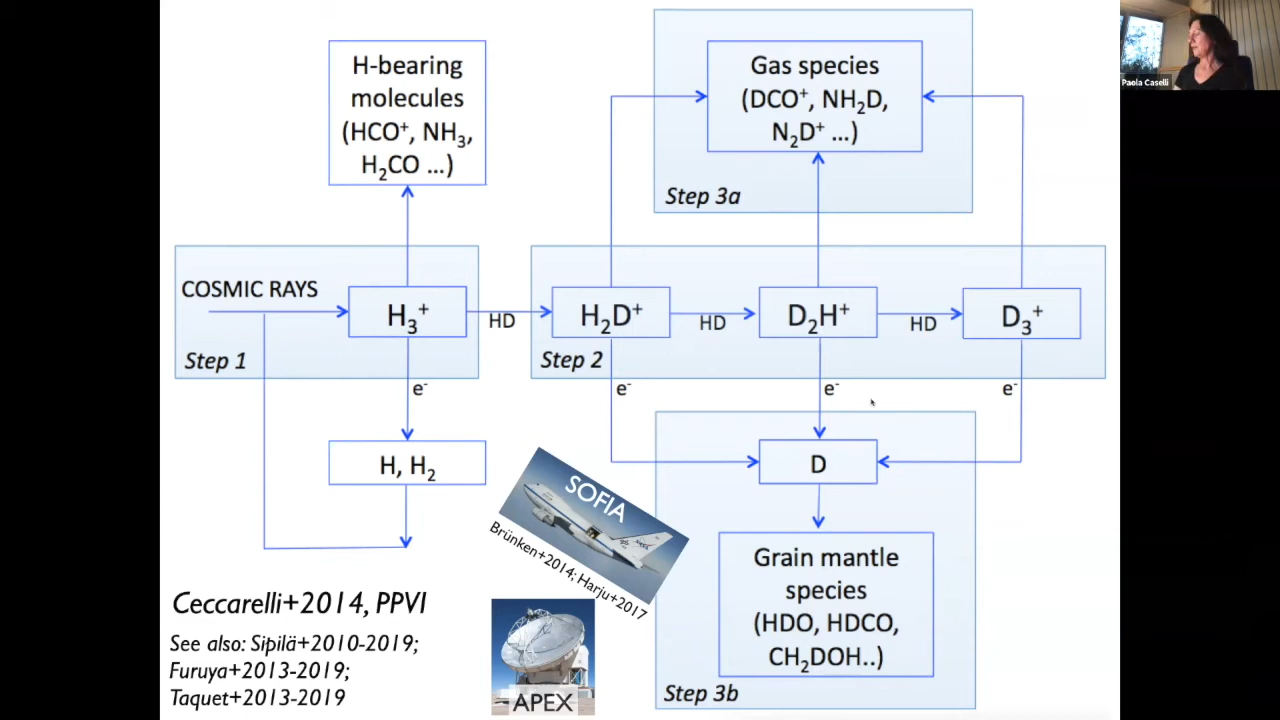 H-bearing
molecules
(HCO⁺, NH₃,
H₂CO ...)
Gas species
(DCO⁺, NH₂D,
N₂D⁺ ...)
Step 3a
Paola Caselli
COSMIC RAYS
H₃⁺
Step 1
HD
H₂D⁺
HD
D₂H⁺
HD
D₃⁺
Step 2
e⁻
e⁻
e⁻
e⁻
H, H₂
D
Grain mantle
species
(HDO, HDCO,
CH₂DOH..)
Step 3b
SOFIA
NASA
Brünken+2014; Harju+2017
APEX
Ceccarelli+2014, PPVI
See also: Sipilä+2010-2019;
Furuya+2013-2019;
Taquet+2013-2019